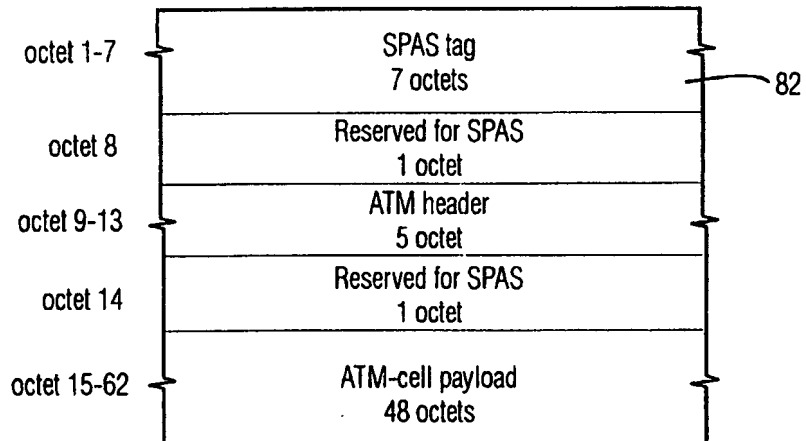 octet 1-7
SPAS tag
7 octets
82
octet 8
Reserved for SPAS
1 octet
octet 9-13
ATM header
5 octet
octet 14
Reserved for SPAS
1 octet
octet 15-62
ATM-cell payload
48 octets